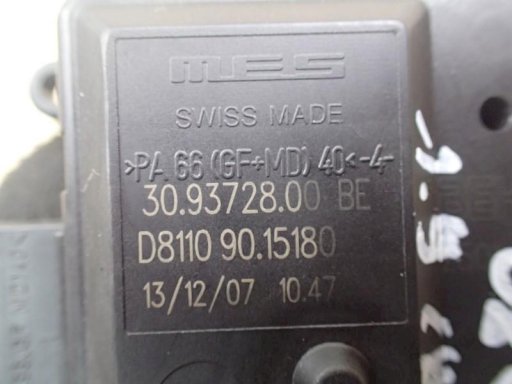 MES
SWISS MADE
>PA 66 (GF+MD) 40<-4-
30.93728.00 BE
D8110 90.15180
13/12/07 10.47